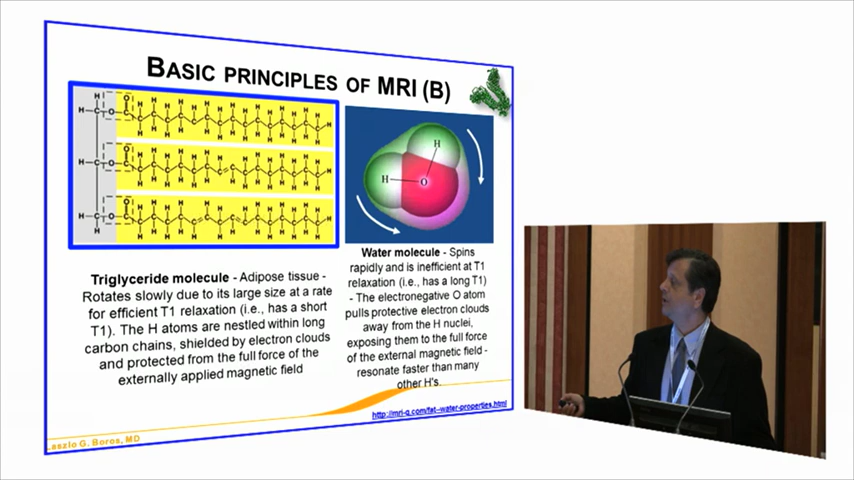 BASIC PRINCIPLES OF MRI (B)
Triglyceride molecule - Adipose tissue -
Rotates slowly due to its large size at a rate
for efficient T1 relaxation (i.e., has a short
T1). The H atoms are nestled within long
carbon chains, shielded by electron clouds
and protected from the full force of the
externally applied magnetic field
H
H
O
Water molecule - Spins
rapidly and is inefficient at T1
relaxation (i.e., has a long T1)
- The electronegative O atom
pulls protective electron clouds
away from the H nuclei,
exposing them to the full force
of the external magnetic field -
resonate faster than many
other H's.
http://mri-q.com/fat--water-properties.html
aszlo G. Boros, MD